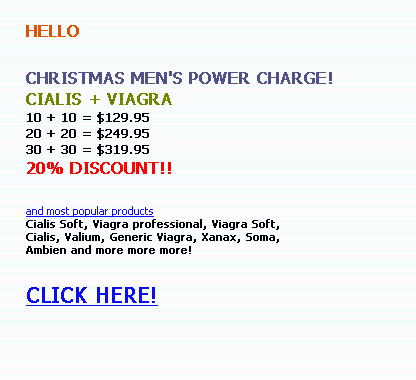 HELLO
CHRISTMAS MEN'S POWER CHARGE!
CIALIS + VIAGRA
10 + 10 = $129.95
20 + 20 = $249.95
30 + 30 = $319.95
20% DISCOUNT!!
and most popular products
Cialis Soft, Viagra professional, Viagra Soft,
Cialis, Valium, Generic Viagra, Xanax, Soma,
Ambien and more more more!
CLICK HERE!